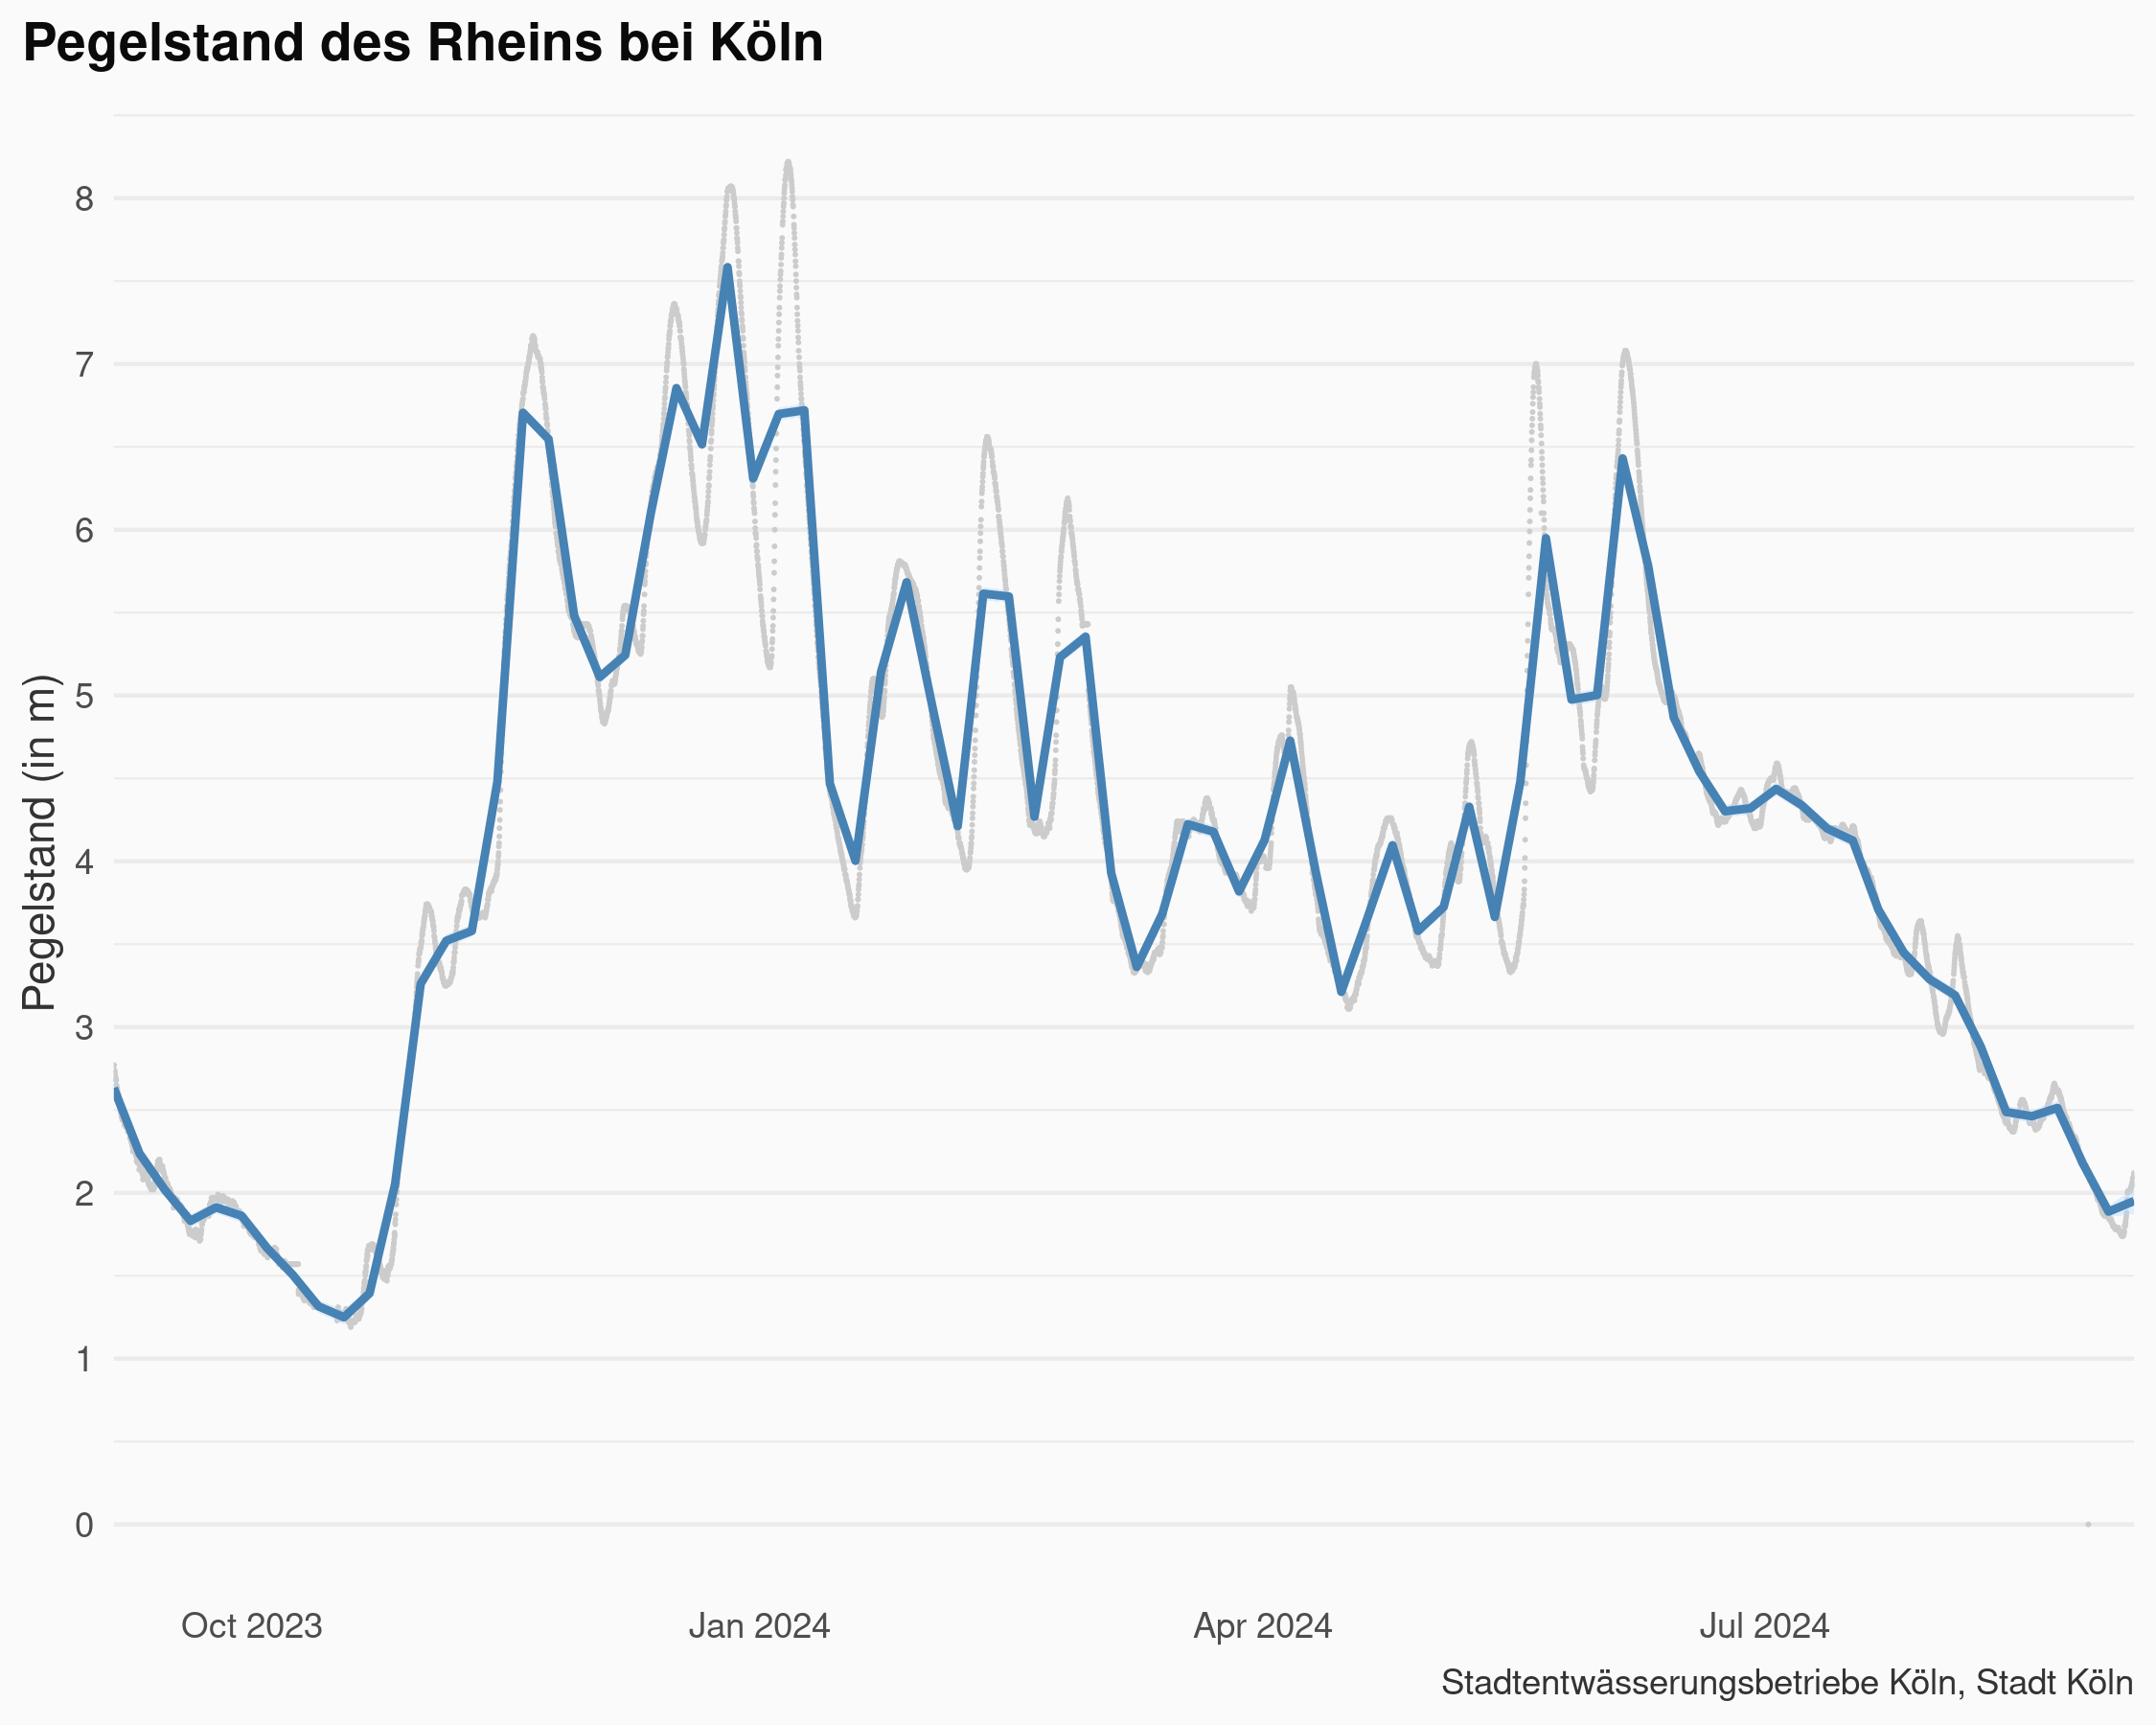 Pegelstand des Rheins bei Köln
Pegelstand (in m)
8
7
6
5
4
3
2
1
0
Oct 2023 Jan 2024 Apr 2024 Jul 2024
Stadtentwässerungsbetriebe Köln, Stadt Köln